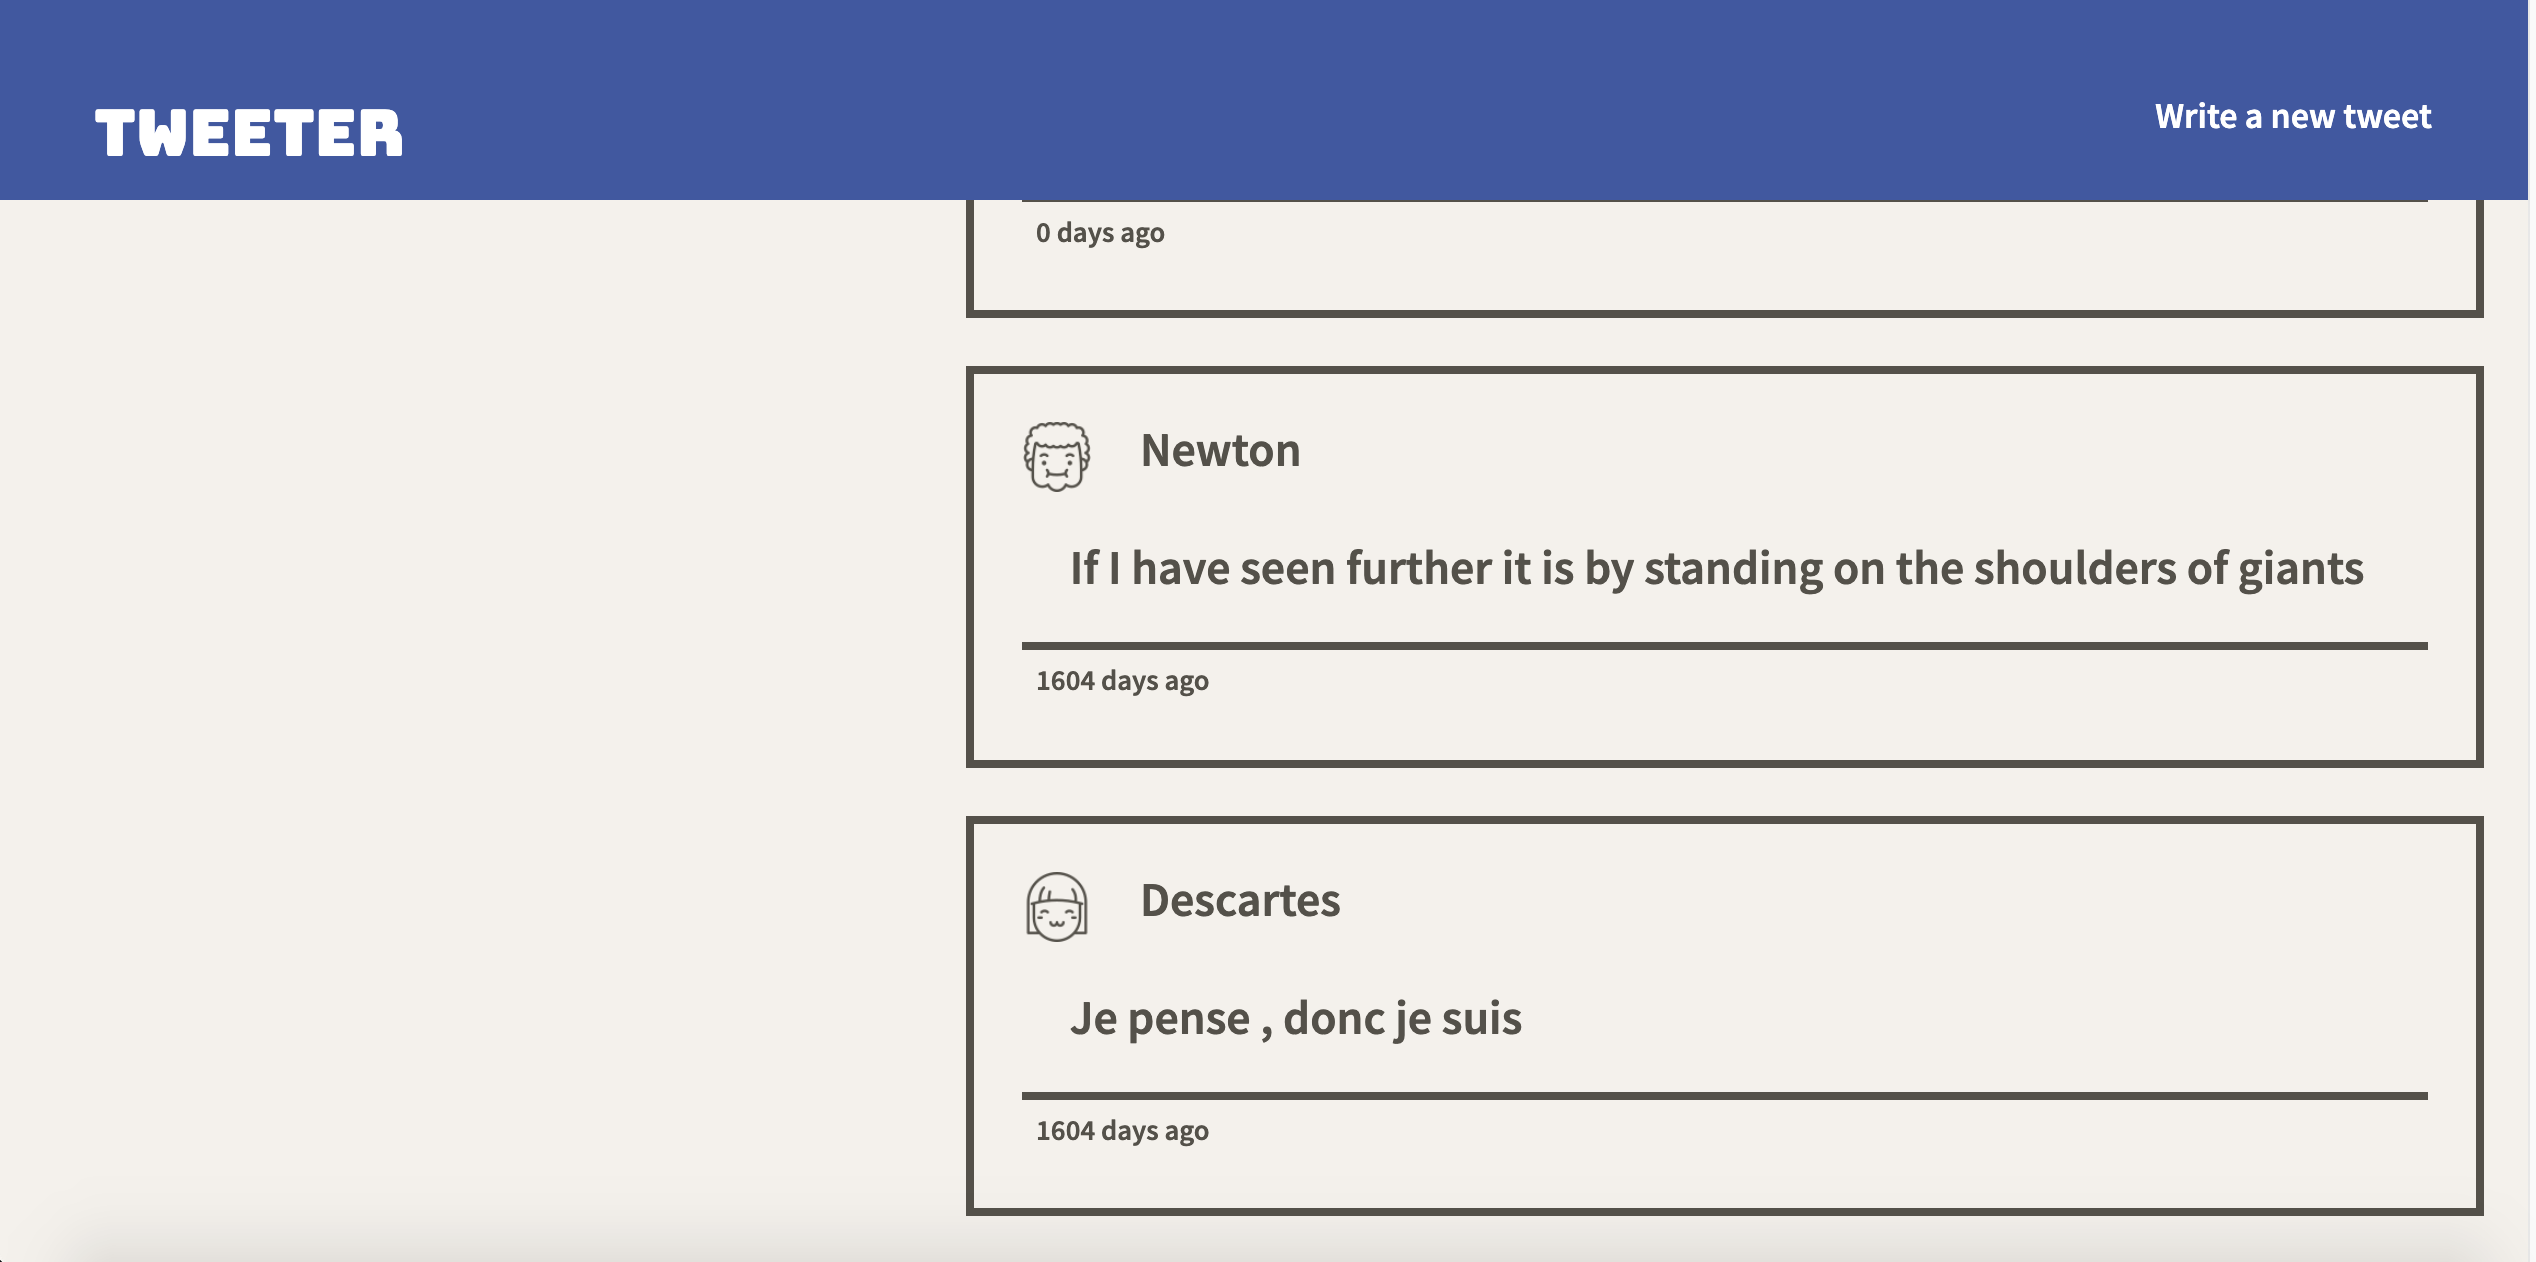 TWEETER
Write a new tweet
0 days ago
Newton
If I have seen further it is by standing on the shoulders of giants
1604 days ago
Descartes
Je pense , donc je suis
1604 days ago